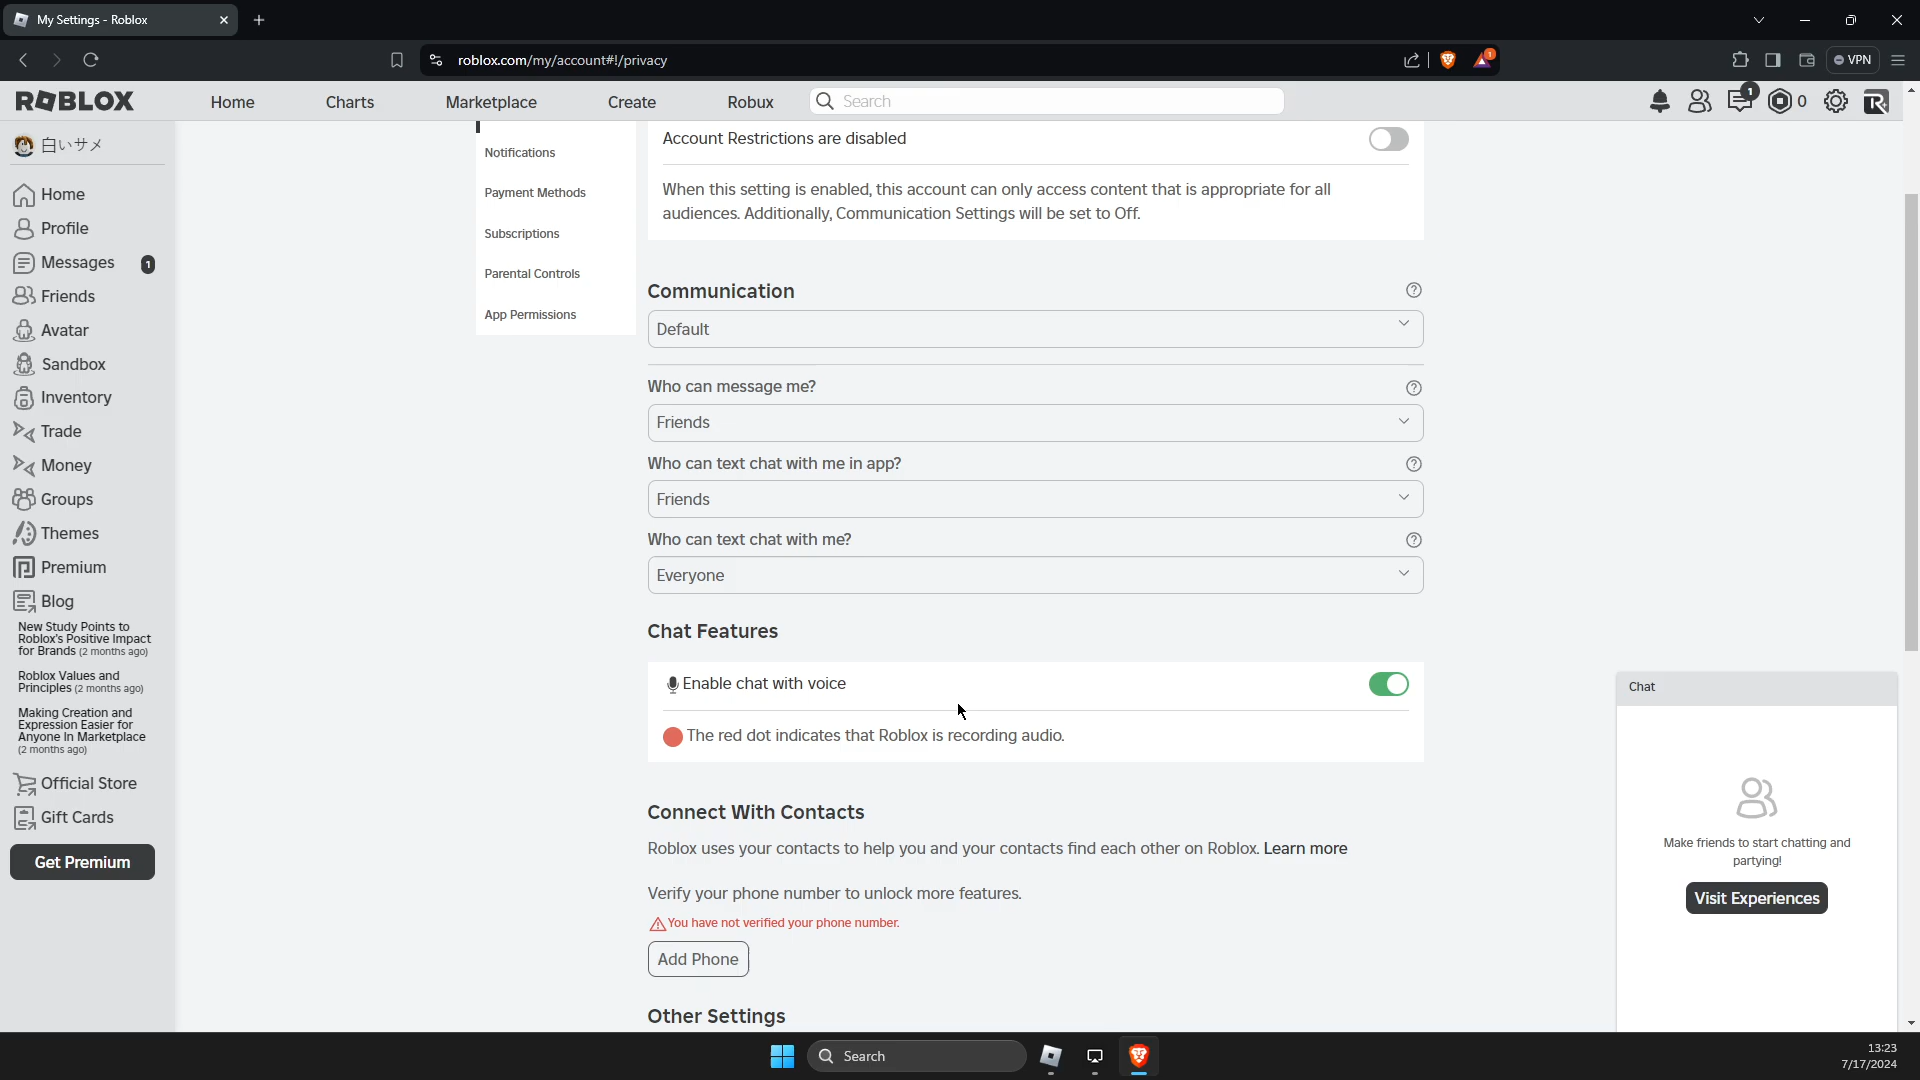 My Settings - Roblox
roblox.com/my/account#!/privacy
1
VPN
ROBLOX
Home
Charts
Marketplace
Create
Robux
Search
1
0
白いサメ
Home
Profile
Messages
1
Friends
Avatar
Sandbox
Inventory
Trade
Money
Groups
Themes
Premium
Blog
New Study Points to
Roblox's Positive Impact
for Brands (2 months ago)
Roblox Values and
Principles (2 months ago)
Making Creation and
Expression Easier for
Anyone In Marketplace
(2 months ago)
Official Store
Gift Cards
Get Premium
Notifications
Payment Methods
Subscriptions
Parental Controls
App Permissions
Account Restrictions are disabled
When this setting is enabled, this account can only access content that is appropriate for all
audiences. Additionally, Communication Settings will be set to Off.
Communication
Default
Who can message me?
Friends
Who can text chat with me in app?
Friends
Who can text chat with me?
Everyone
Chat Features
Enable chat with voice
The red dot indicates that Roblox is recording audio.
Connect With Contacts
Roblox uses your contacts to help you and your contacts find each other on Roblox. Learn more
Verify your phone number to unlock more features.
You have not verified your phone number.
Add Phone
Other Settings
Chat
Make friends to start chatting and
partying!
Visit Experiences
Search
13:23
7/17/2024